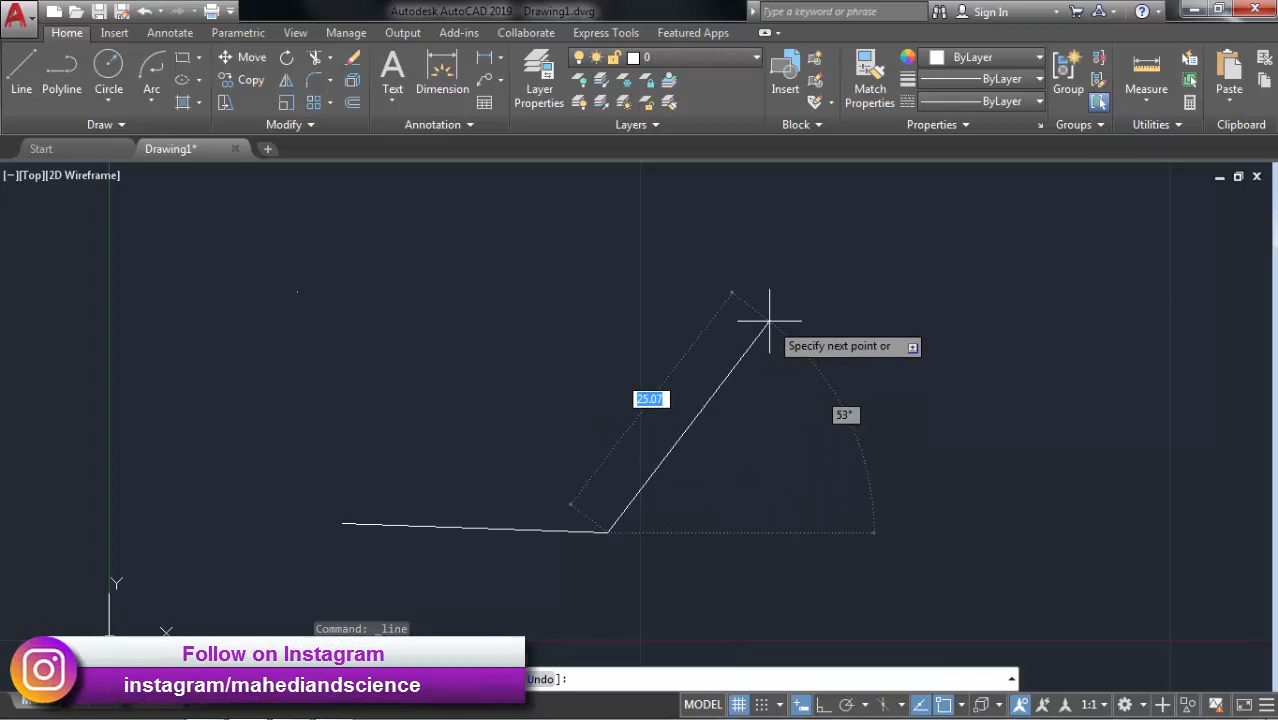 Autodesk AutoCAD 2019 Drawing1.dwg
Type a keyword or phrase
Sign In
Home Insert Annotate Parametric View Manage Output Add-ins Collaborate Express Tools Featured Apps
Line Polyline Circle Arc
Move
Copy
Text Dimension
Layer
Properties
0
Insert
Match
Properties
ByLayer
ByLayer
ByLayer
Group
Measure
Paste
Draw Modify Annotation Layers Block Properties Groups Utilities Clipboard
Start
Drawing1*
[−][Top][2D Wireframe]
Specify next point or
25.07
53°
Y
X
Command: _line
Follow on Instagram
instagram/mahediandscience
Undo]:
MODEL
1:1